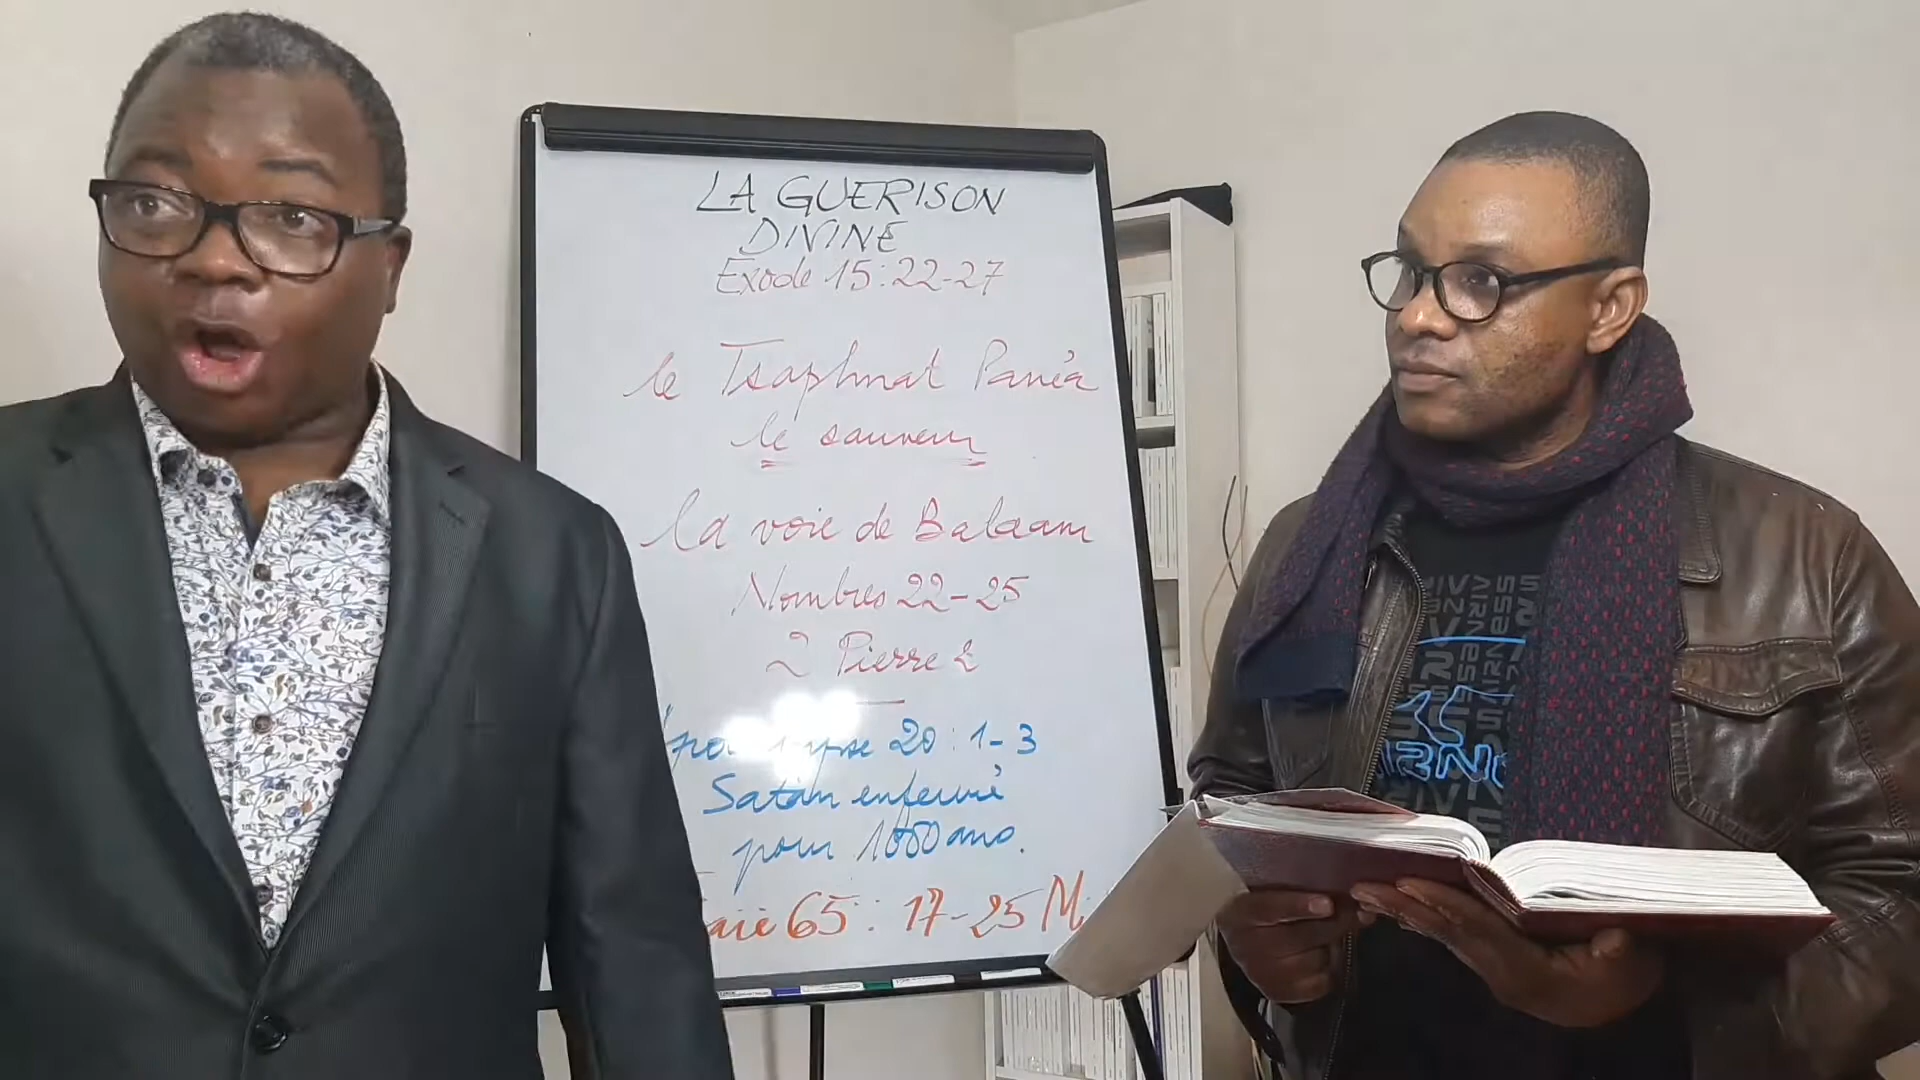 LA GUERISON
DIVINE
Exode 15:22-27
le Tsaphnat Panéa
le sauveur
la voie de Balaam
Nombres 22-25
2 Pierre 2
20:1-3
Satan enfermé
pour 1000 ans.
65: 17-25 M